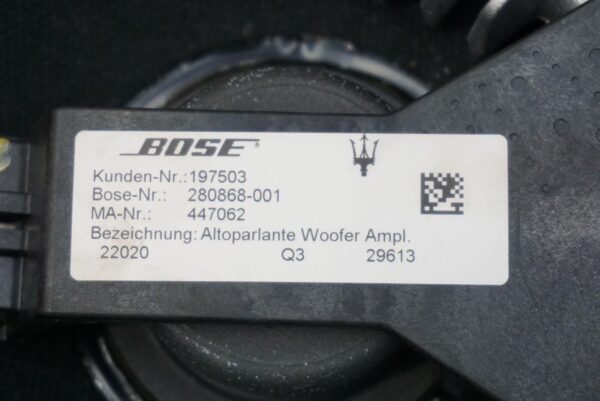 BOSE®
Kunden-Nr.:197503
Bose-Nr.: 280868-001
MA-Nr.: 447062
Bezeichnung: Altoparlante Woofer Ampl.
22020 Q3 29613